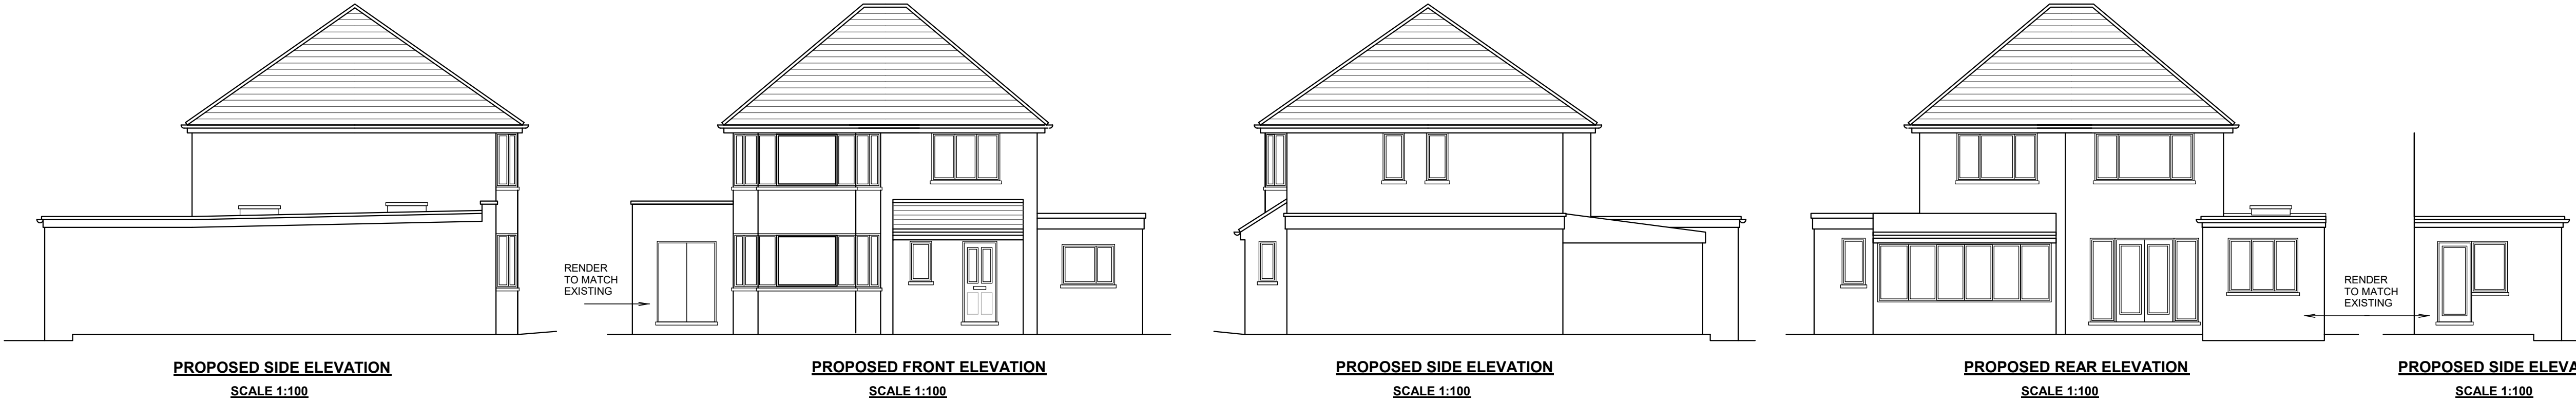 RENDER
TO MATCH
EXISTING
PROPOSED SIDE ELEVATION
SCALE 1:100
PROPOSED FRONT ELEVATION
SCALE 1:100
PROPOSED SIDE ELEVATION
SCALE 1:100
PROPOSED REAR ELEVATION
SCALE 1:100
RENDER
TO MATCH
EXISTING
PROPOSED SIDE ELEVA
SCALE 1:100